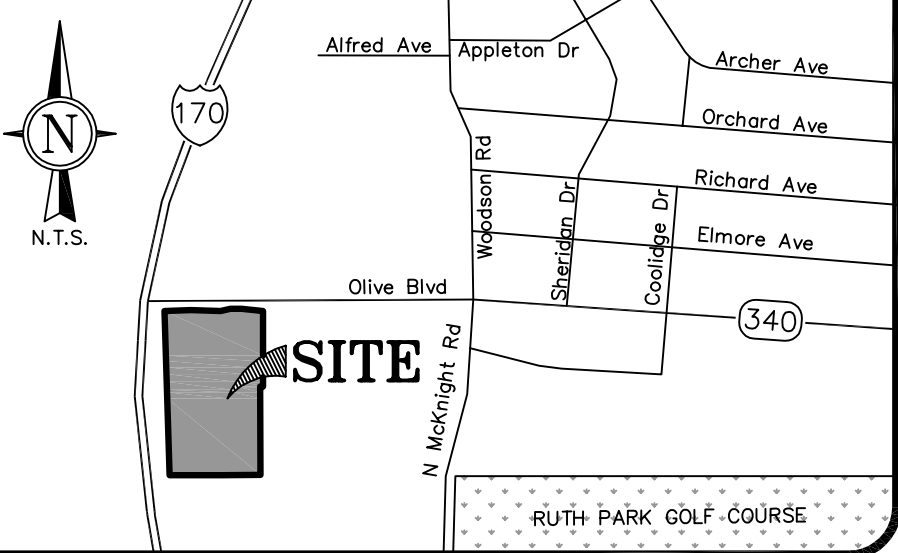 Alfred Ave
Appleton Dr
Archer Ave
170
N
Orchard Ave
Woodson Rd
Richard Ave
Sheridan Dr
Coolidge Dr
N.T.S.
Elmore Ave
Olive Blvd
340
SITE
N McKnight Rd
RUTH PARK GOLF COURSE